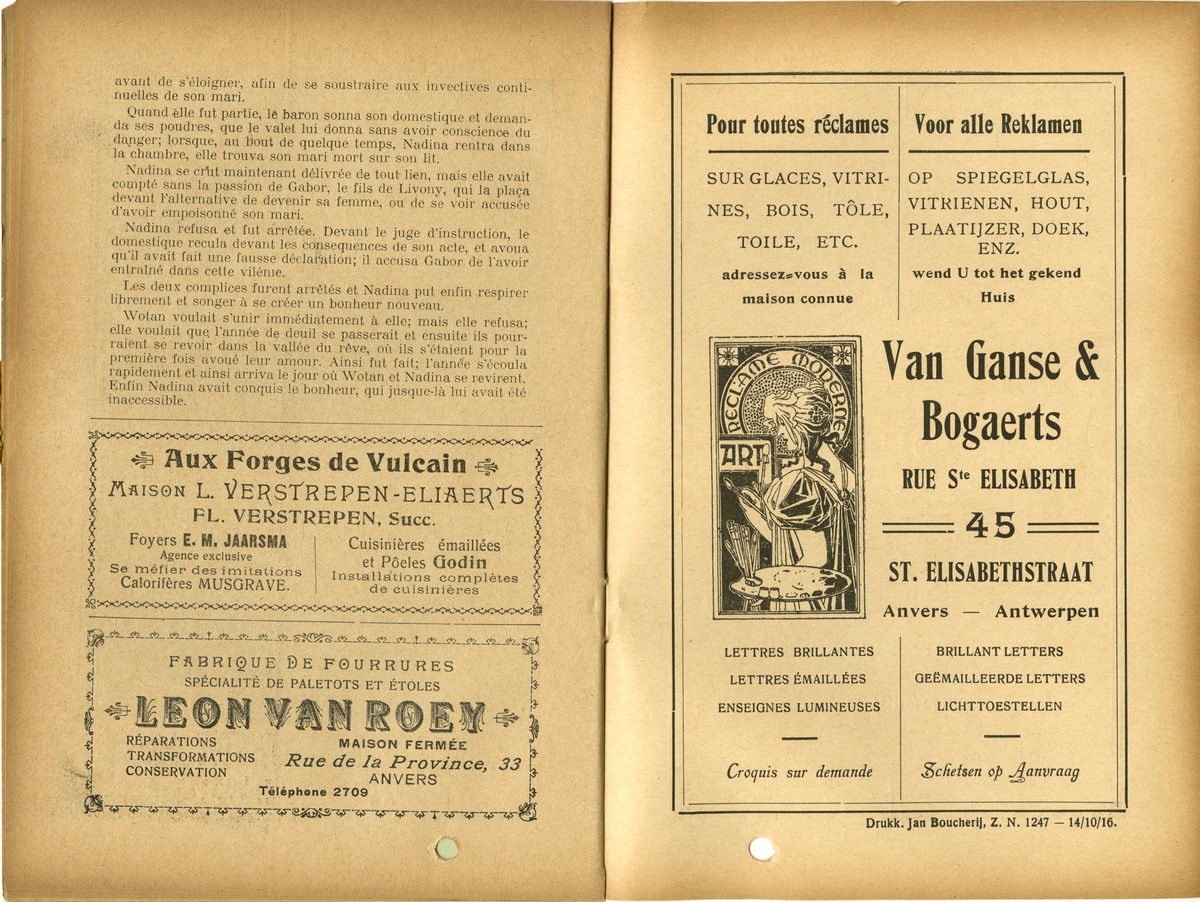 avant de s'éloigner, afin de se soustraire aux invectives conti-
nuelles de son mari.
Quand elle fut partie, le baron sonna son domestique et deman-
da ses poudres, que le valet lui donna sans avoir conscience du
danger; lorsque, au bout de quelque temps, Nadina rentra dans
la chambre, elle trouva son mari mort sur son lit.
Nadina se crût maintenant délivrée de tout lien, mais elle avait
compté sans la passion de Gabor, le fils de Livony, qui la plaça
devant l'alternative de devenir sa femme, ou de se voir accusée
d'avoir empoisonné son mari.
Nadina refusa et fut arrêtée. Devant le juge d'instruction, le
domestique recula devant les consequences de son acte, et avoua
qu'il avait fait une fausse déclaration; il accusa Gabor de l'avoir
entraîné dans cette vilénie.
Les deux complices furent arrêtés et Nadina put enfin respirer
librement et songer à se créer un bonheur nouveau.
Wotan voulait s'unir immédiatement à elle; mais elle refusa;
elle voulait que l'année de deuil se passerait et ensuite ils pour-
raient se revoir dans la vallée du rêve, où ils s'étaient pour la
première fois avoué leur amour. Ainsi fut fait; l'année s'écoula
rapidement et ainsi arriva le jour où Wotan et Nadina se revirent.
Enfin Nadina avait conquis le bonheur, qui jusque-là lui avait été
inaccessible.
Aux Forges de Vulcain
MAISON L. VERSTREPEN-ELIAERTS
FL. VERSTREPEN, Succ.
Foyers E. M. JAARSMA
Agence exclusive
Se méfier des imitations
Calorifères MUSGRAVE.
Cuisinières émaillées
et Pôeles Godin
Installations complètes
de cuisinières
FABRIQUE DE FOURRURES
SPÉCIALITÉ DE PALETOTS ET ÉTOLES
LEON VAN ROEY
RÉPARATIONS
TRANSFORMATIONS
CONSERVATION
MAISON FERMÉE
Rue de la Province, 33
ANVERS
Téléphone 2709
Pour toutes réclames
SUR GLACES, VITRI-
NES, BOIS, TÔLE,
TOILE, ETC.
adressez=vous à la
maison connue
Voor alle Reklamen
OP SPIEGELGLAS,
VITRIENEN, HOUT,
PLAATIJZER, DOEK,
ENZ.
wend U tot het gekend
Huis
RECLAME MODERNE
ART
Van Ganse &
Bogaerts
RUE Ste ELISABETH
45
ST. ELISABETHSTRAAT
Anvers — Antwerpen
LETTRES BRILLANTES
LETTRES ÉMAILLÉES
ENSEIGNES LUMINEUSES
Croquis sur demande
BRILLANT LETTERS
GEËMAILLEERDE LETTERS
LICHTTOESTELLEN
Schetsen op Aanvraag
Drukk. Jan Boucherij, Z. N. 1247 — 14/10/16.